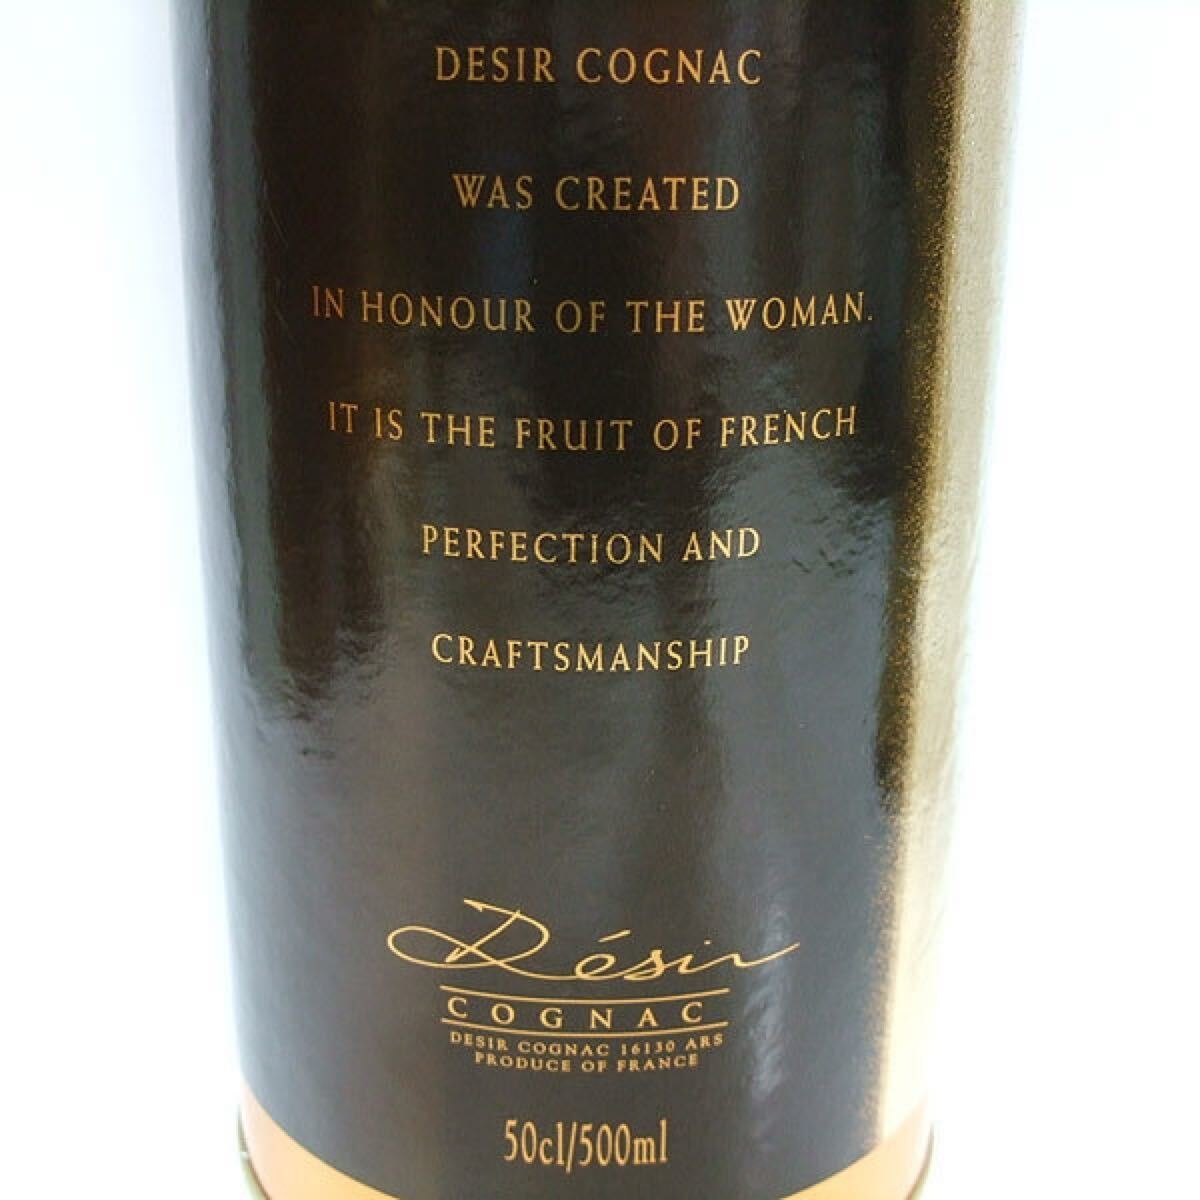 DESIR COGNAC
WAS CREATED
IN HONOUR OF THE WOMAN.
IT IS THE FRUIT OF FRENCH
PERFECTION AND
CRAFTSMANSHIP
Désir
COGNAC
DESIR COGNAC 16130 ARS
PRODUCE OF FRANCE
50cl/500ml